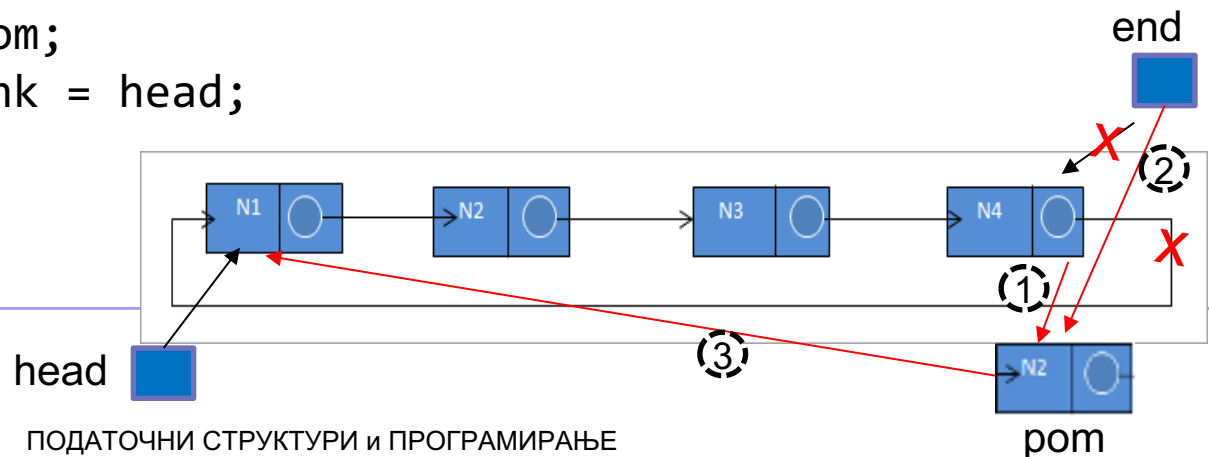 om;
nk = head;
end
X
2
N1
N2
N3
N4
X
1
3
head
N2
pom
ПОДАТОЧНИ СТРУКТУРИ и ПРОГРАМИРАЊЕ